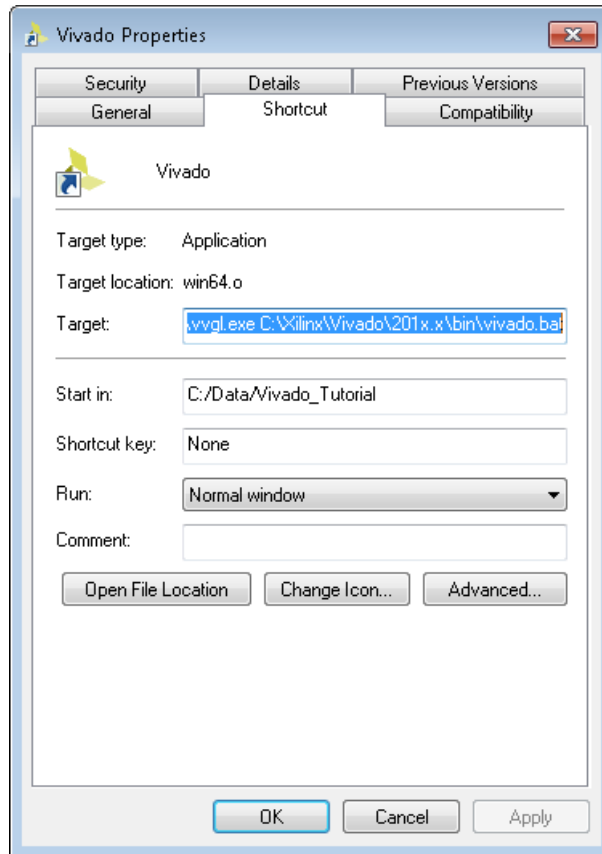 Vivado Properties
Security Details Previous Versions
General Shortcut Compatibility
Vivado
Target type: Application
Target location: win64.o
Target: \vvgl.exe C:\Xilinx\Vivado\201x.x\bin\vivado.bat
Start in: C:/Data/Vivado_Tutorial
Shortcut key: None
Run: Normal window
Comment:
Open File Location Change Icon... Advanced...
OK Cancel Apply